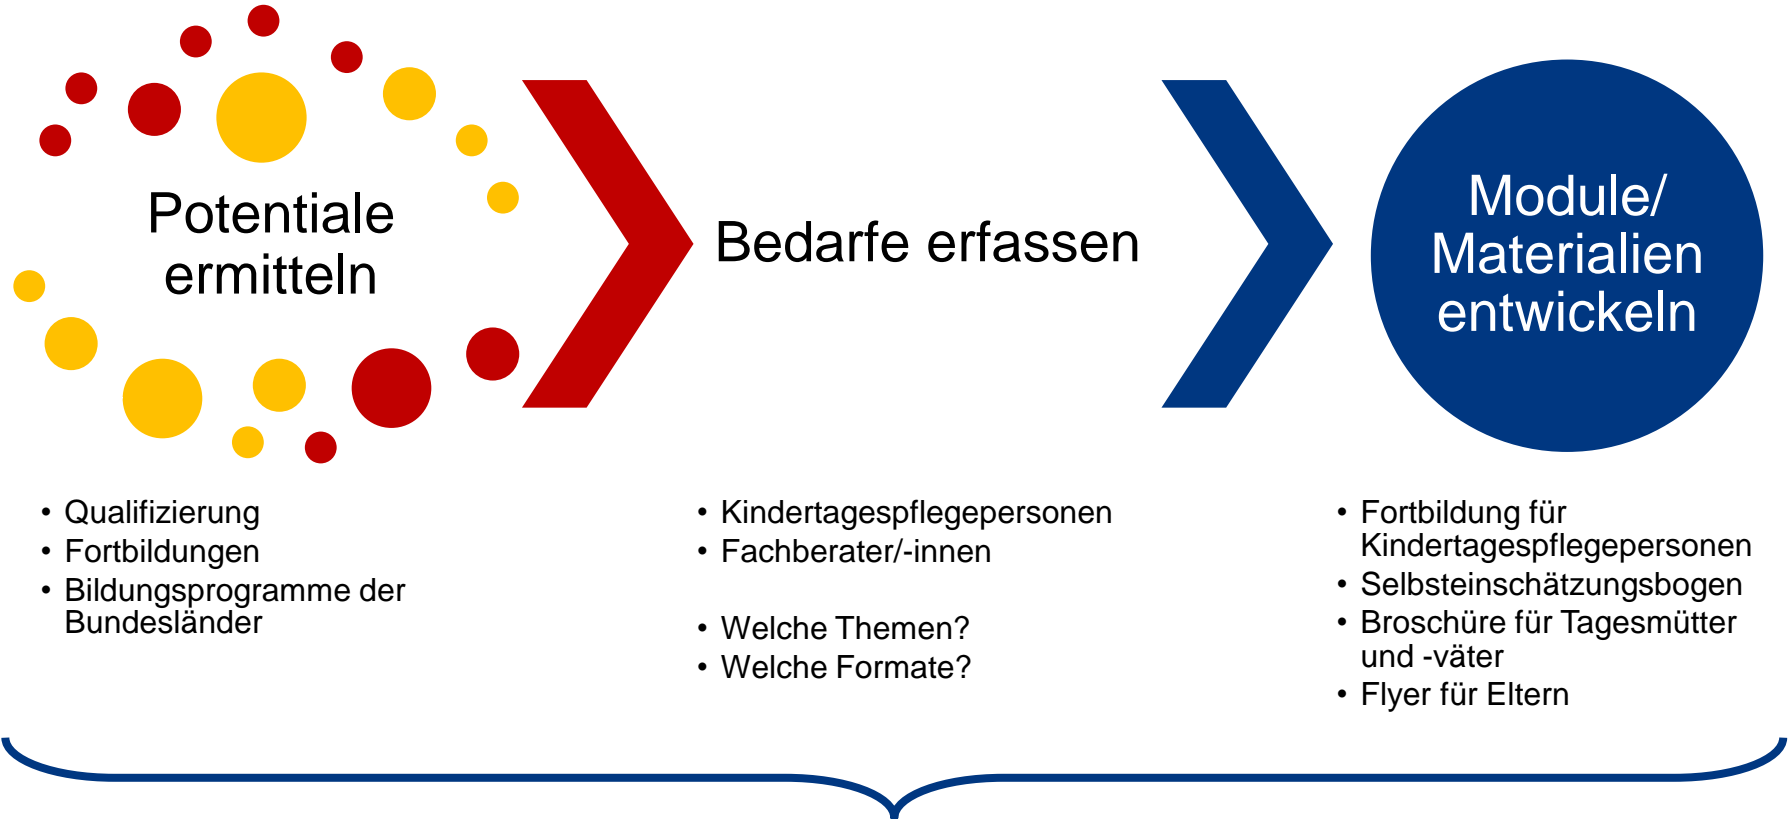 Potentiale
ermitteln
Bedarfe erfassen
Module/
Materialien
entwickeln
• Qualifizierung
• Fortbildungen
• Bildungsprogramme der
Bundesländer
• Kindertagespflegepersonen
• Fachberater/-innen
• Welche Themen?
• Welche Formate?
• Fortbildung für
Kindertagespflegepersonen
• Selbsteinschätzungsbogen
• Broschüre für Tagesmütter
und -väter
• Flyer für Eltern